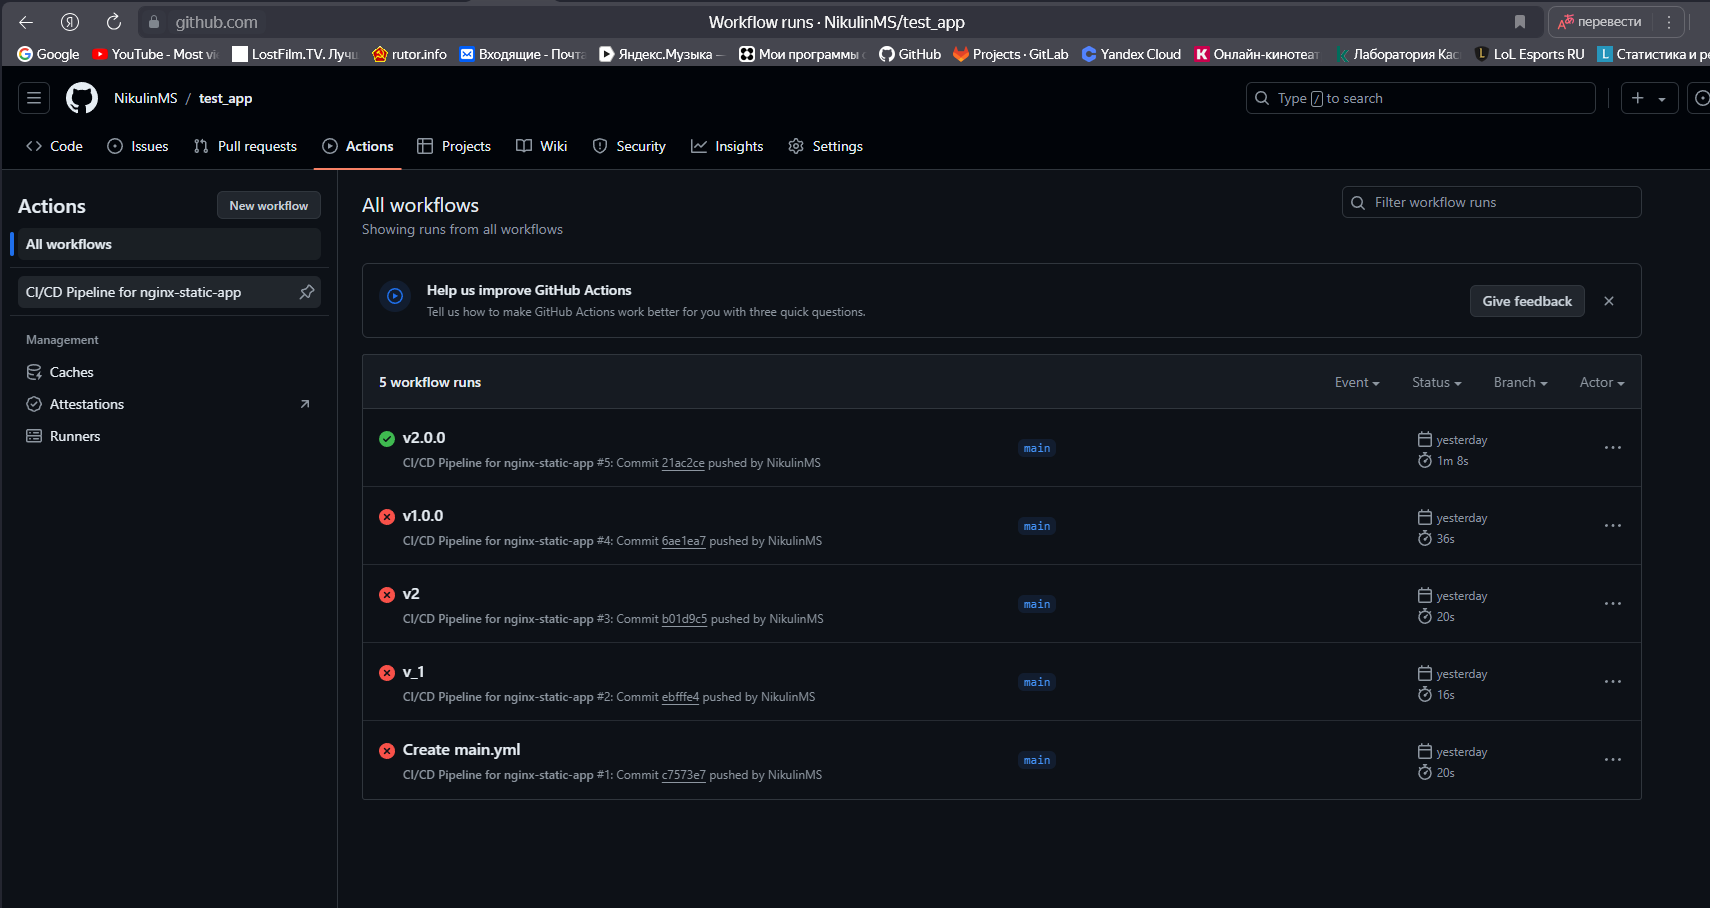 github.com
Workflow runs · NikulinMS/test_app
перевести
Google
YouTube - Most vi
LostFilm.TV. Лучш
rutor.info
Входящие - Почта
Яндекс.Музыка —
Мои программы
GitHub
Projects · GitLab
Yandex Cloud
Онлайн-кинотеат
Лаборатория Кас
LoL Esports RU
Статистика и ре
NikulinMS / test_app
Type / to search
Code
Issues
Pull requests
Actions
Projects
Wiki
Security
Insights
Settings
Actions
New workflow
All workflows
CI/CD Pipeline for nginx-static-app
Management
Caches
Attestations
Runners
All workflows
Showing runs from all workflows
Filter workflow runs
Help us improve GitHub Actions
Tell us how to make GitHub Actions work better for you with three quick questions.
Give feedback
5 workflow runs
Event
Status
Branch
Actor
v2.0.0
CI/CD Pipeline for nginx-static-app #5: Commit 21ac2ce pushed by NikulinMS
main
yesterday
1m 8s
v1.0.0
CI/CD Pipeline for nginx-static-app #4: Commit 6ae1ea7 pushed by NikulinMS
main
yesterday
36s
v2
CI/CD Pipeline for nginx-static-app #3: Commit b01d9c5 pushed by NikulinMS
main
yesterday
20s
v_1
CI/CD Pipeline for nginx-static-app #2: Commit ebfffe4 pushed by NikulinMS
main
yesterday
16s
Create main.yml
CI/CD Pipeline for nginx-static-app #1: Commit c7573e7 pushed by NikulinMS
main
yesterday
20s